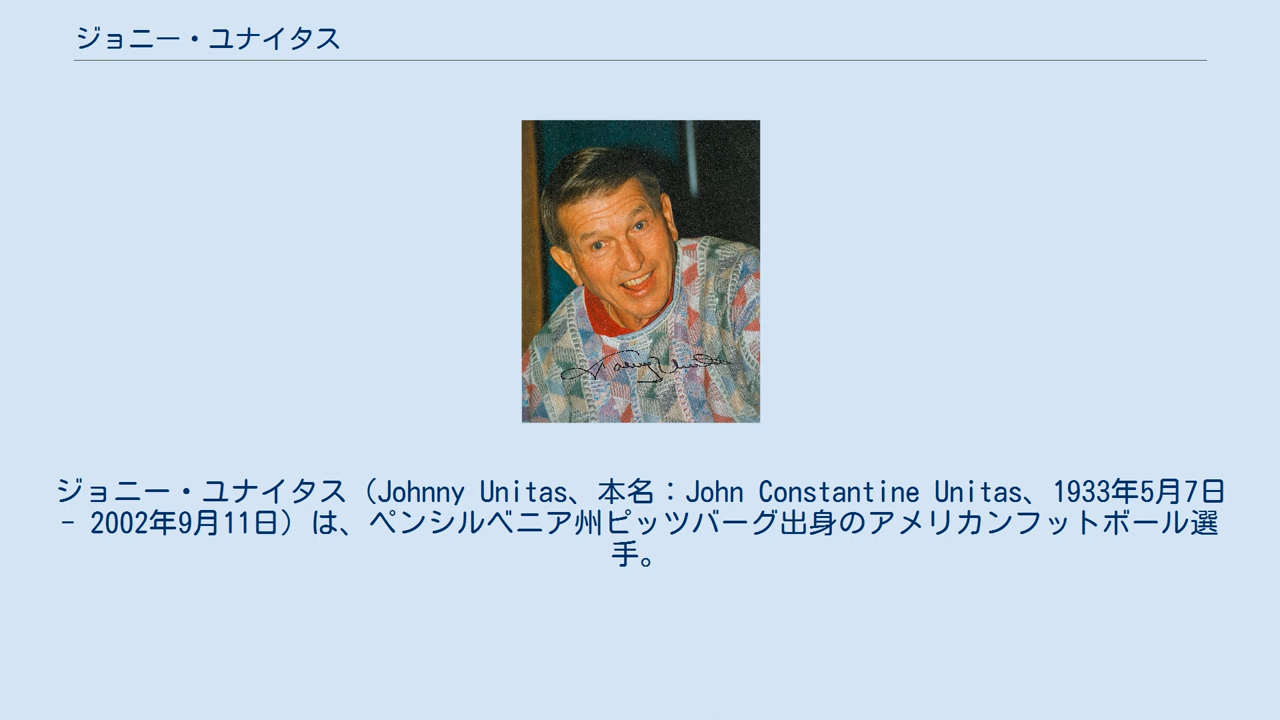 ジョニー・ユナイタス
Johnny Unitas
ジョニー・ユナイタス（Johnny Unitas、本名：John Constantine Unitas、1933年5月7日
- 2002年9月11日）は、ペンシルベニア州ピッツバーグ出身のアメリカンフットボール選
手。